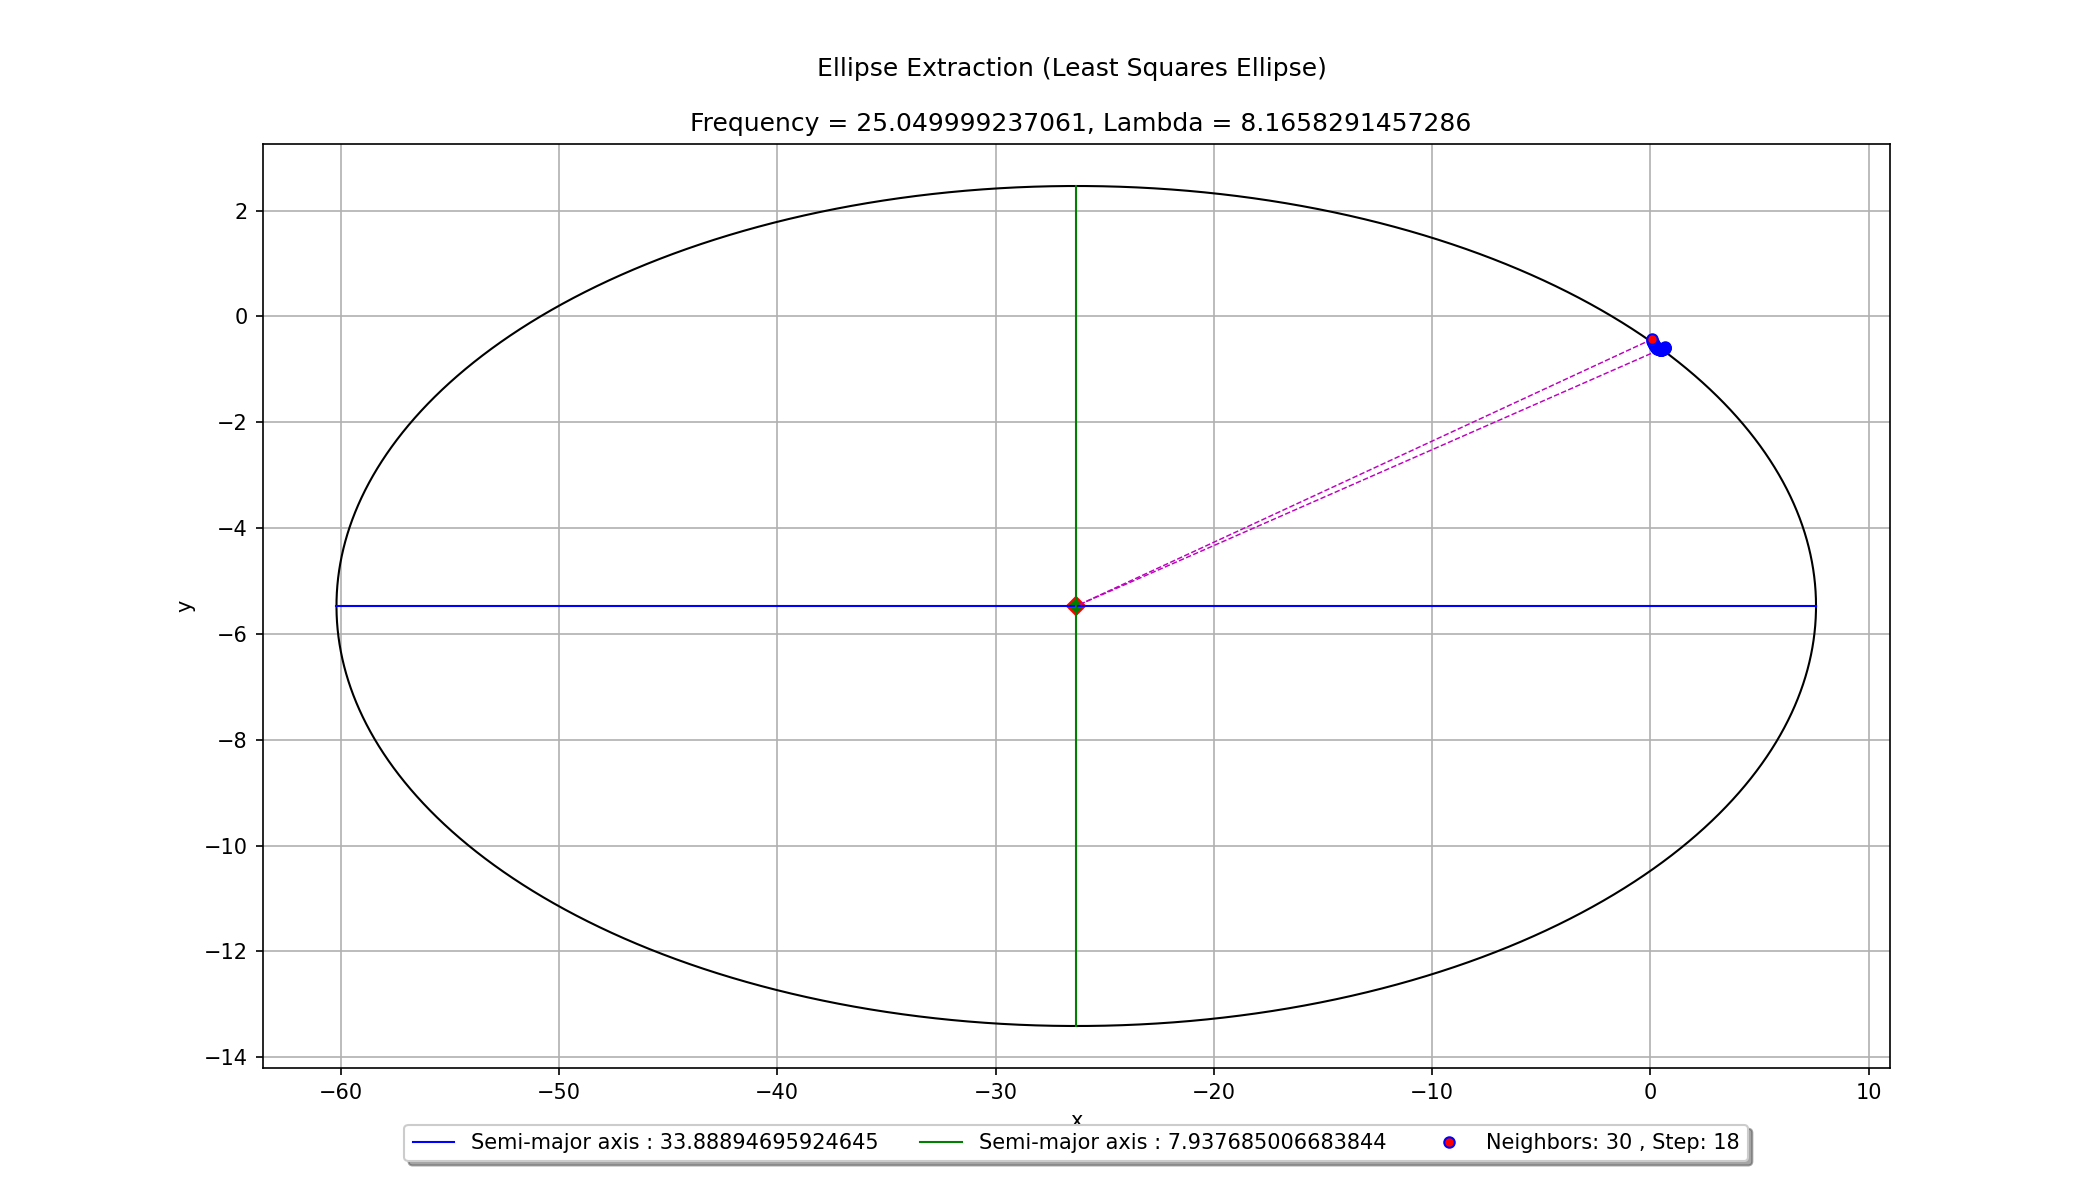 Ellipse Extraction (Least Squares Ellipse)
Frequency = 25.049999237061, Lambda = 8.1658291457286
2
0
−2
−4
−6
−8
−10
−12
−14
y
−60 −50 −40 −30 −20 −10 0 10
x
Semi-major axis : 33.88894695924645 Semi-major axis : 7.937685006683844 Neighbors: 30 , Step: 18